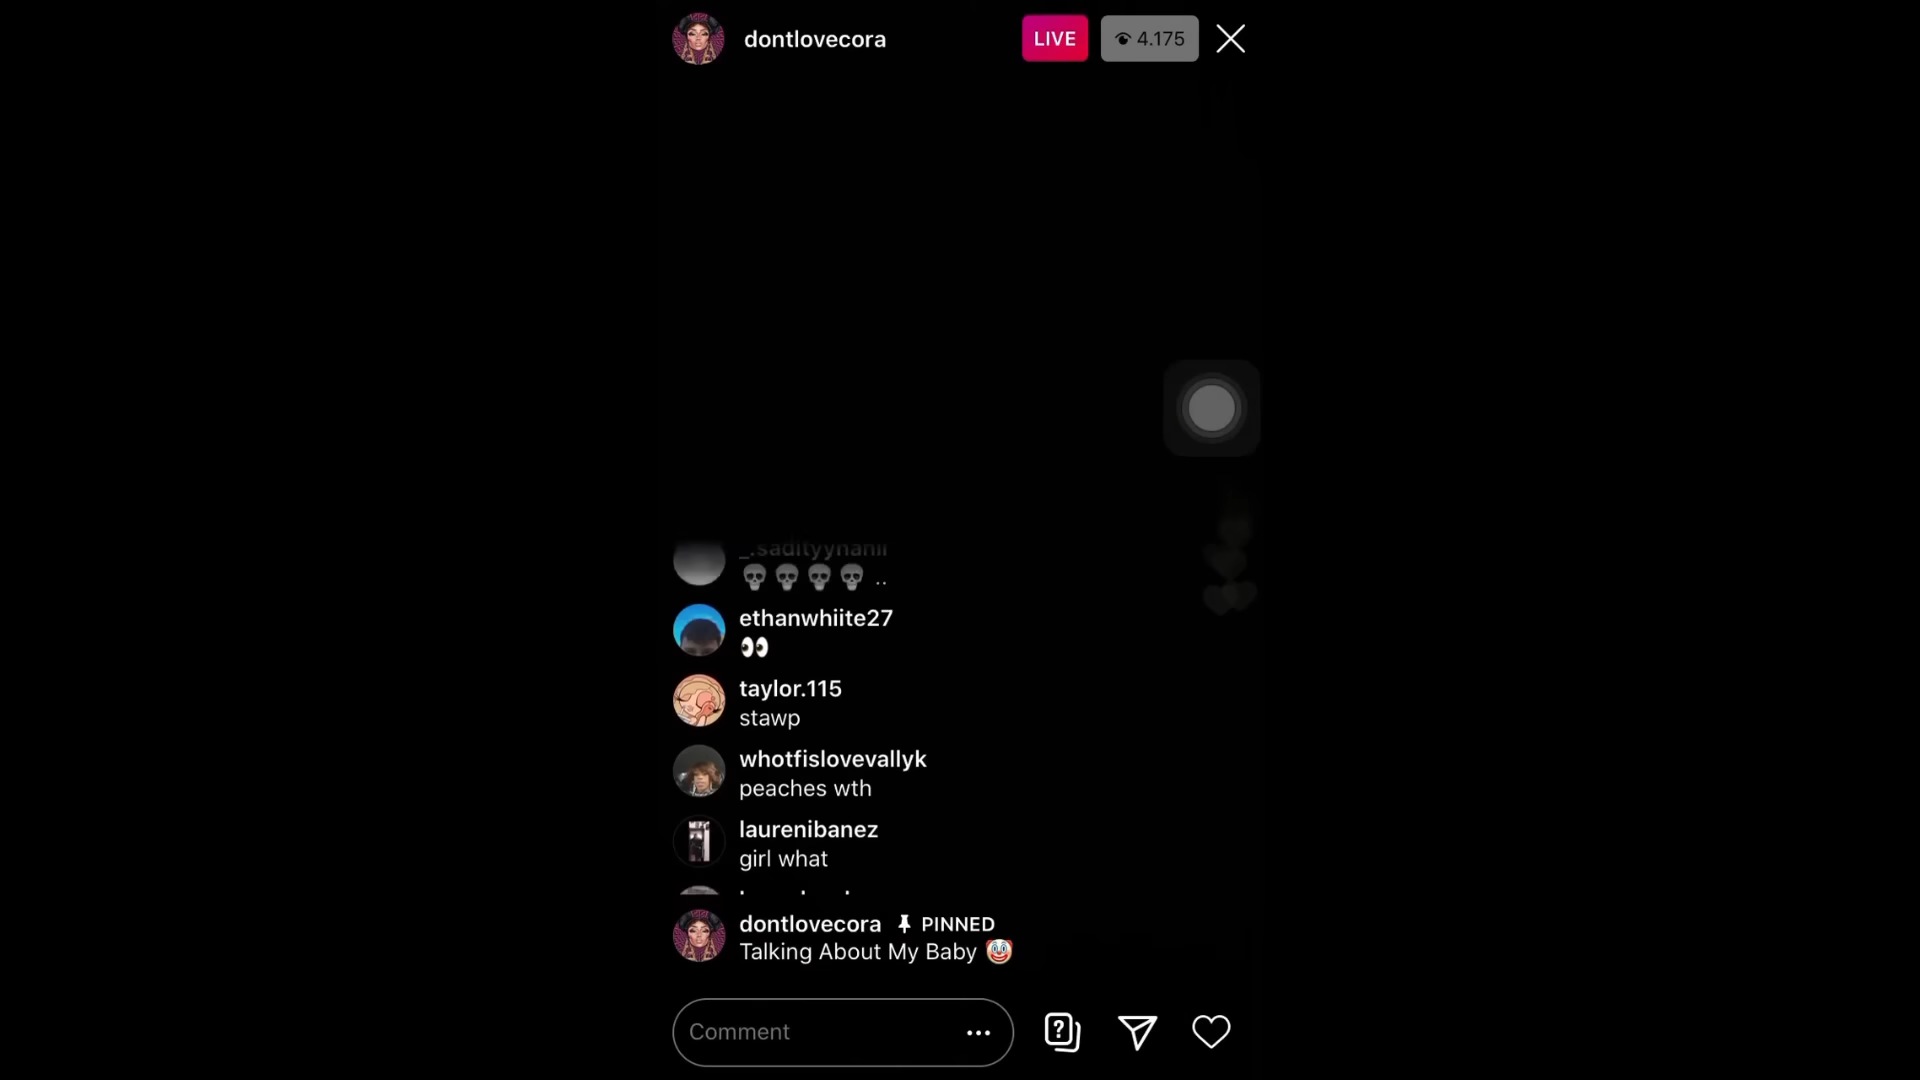 dontlovecora
LIVE
4.175
_.sadityynanii
..
ethanwhiite27
taylor.115
stawp
whotfislovevallyk
peaches wth
laurenibanez
girl what
dontlovecora PINNED
Talking About My Baby 🤡
Comment